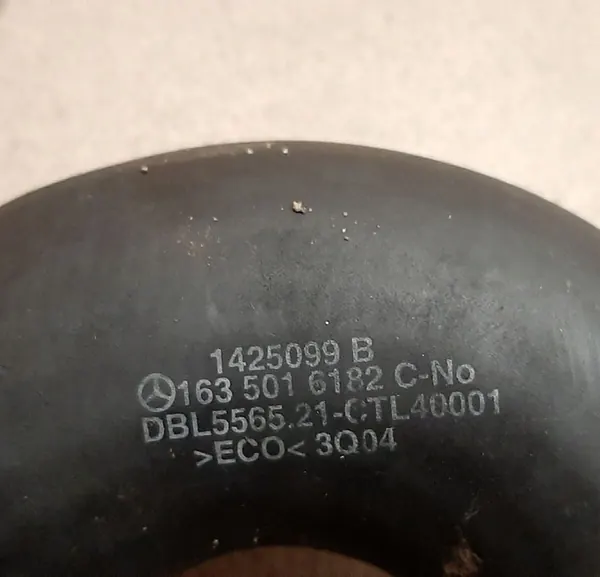 1425099 B
163 501 6182 C-No
DBL5565.21-CTL40001
>ECO< 3Q04